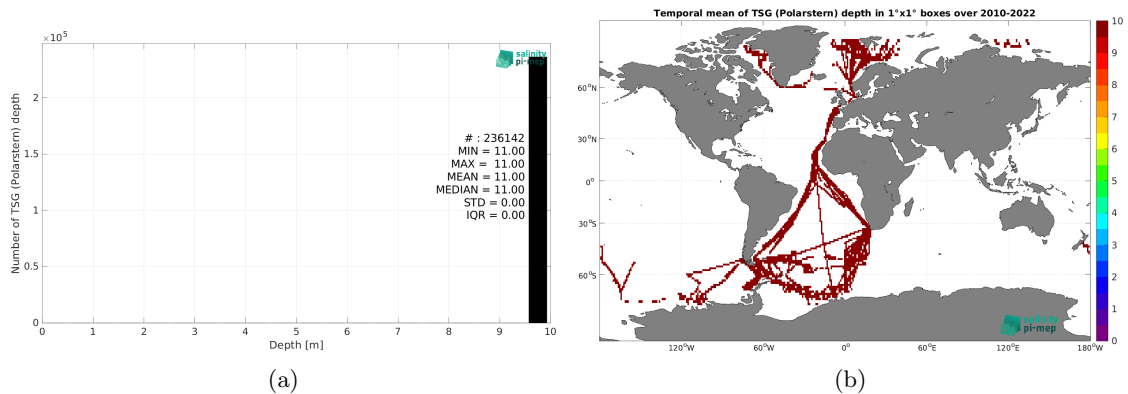 ×10⁵
salinity
pi-mep
2
1.5
1
0.5
0
Number of TSG (Polarstern) depth
# : 236142
MIN = 11.00
MAX = 11.00
MEAN = 11.00
MEDIAN = 11.00
STD = 0.00
IQR = 0.00
0 1 2 3 4 5 6 7 8 9 10
Depth [m]
(a)
Temporal mean of TSG (Polarstern) depth in 1°x1° boxes over 2010-2022
60°N
30°N
0°
30°S
60°S
120°W 60°W 0° 60°E 120°E 180°W
salinity
pi-mep
10
9
8
7
6
5
4
3
2
1
0
(b)